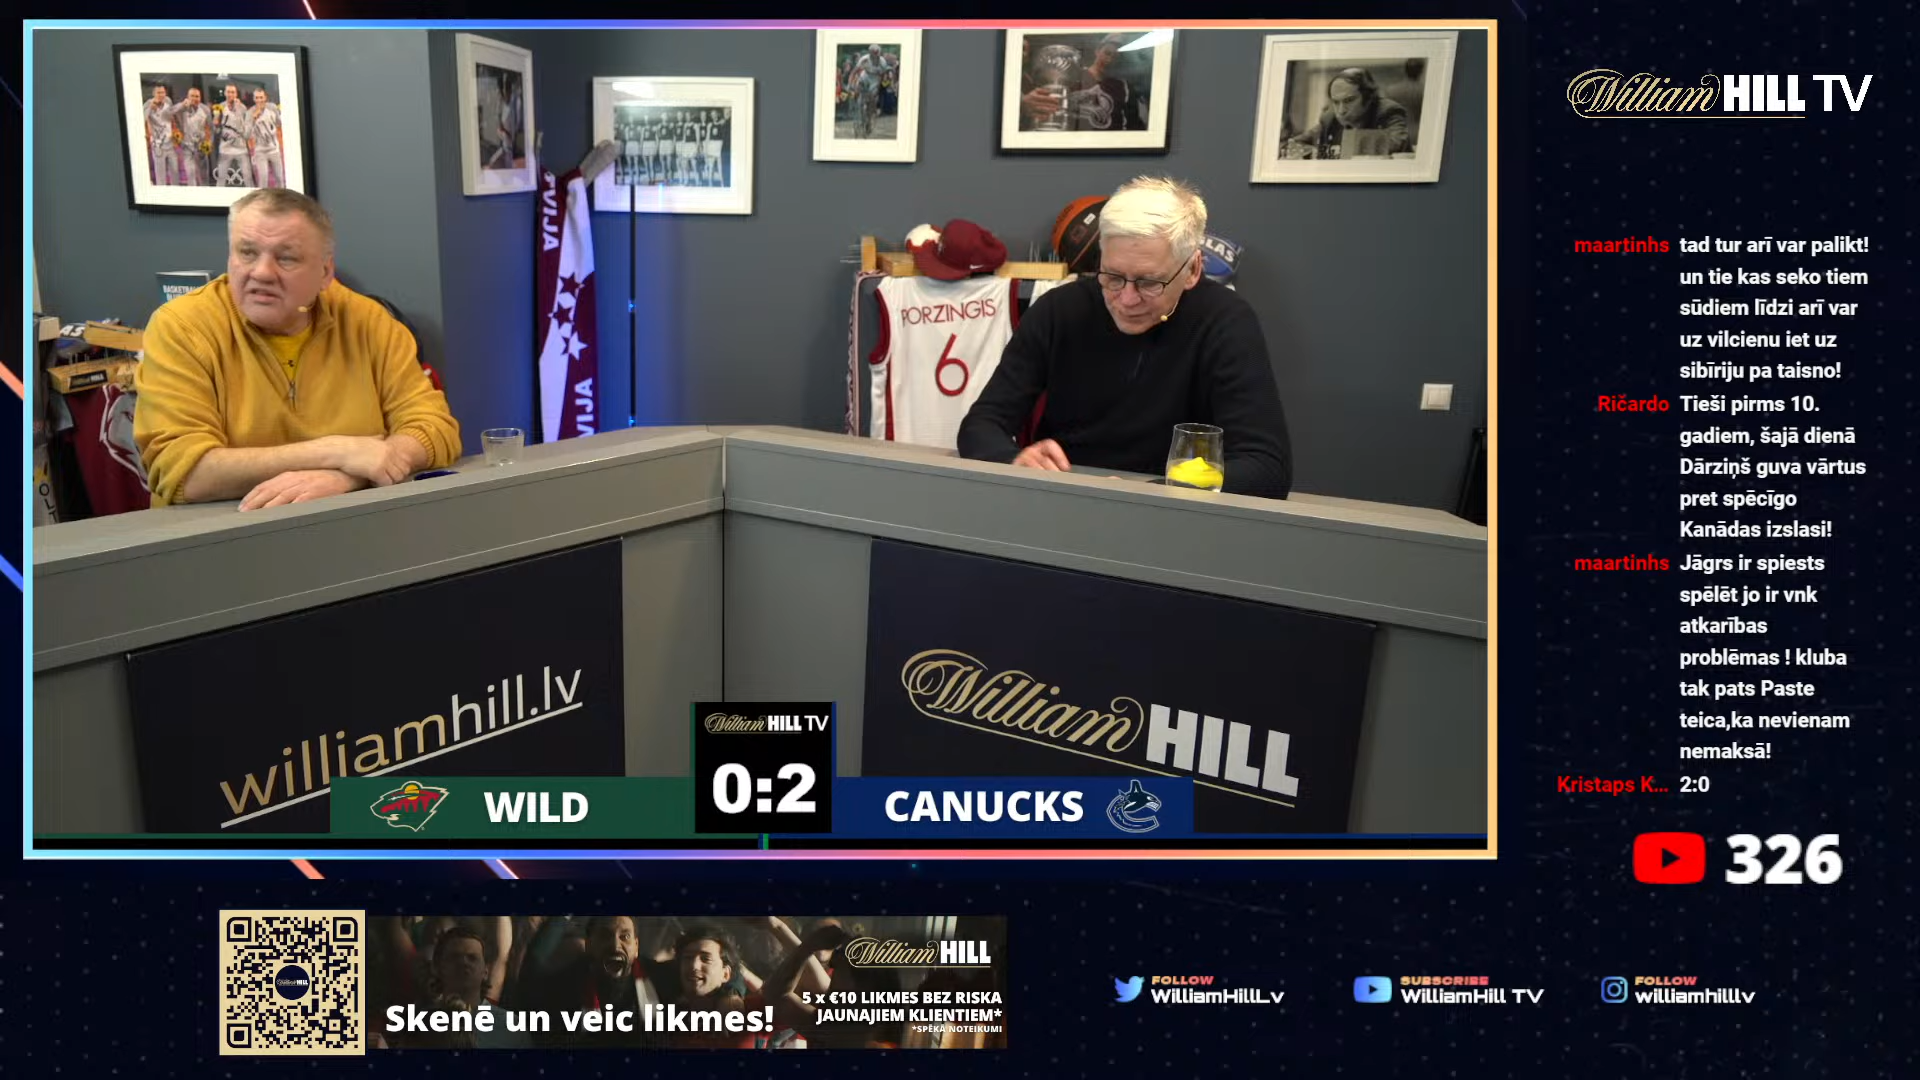 William HILL TV
VIJA
VIJA
PORZINGIS
6
williamhill.lv
William HILL
William HILL TV
WILD
0:2
CANUCKS
maartinhs tad tur arī var palikt!
un tie kas seko tiem
sūdiem līdzi arī var
uz vilcienu iet uz
sibīriju pa taisno!
Ričardo Tieši pirms 10.
gadiem, šajā dienā
Dārziņš guva vārtus
pret spēcīgo
Kanādas izslasi!
maartinhs Jāgrs ir spiests
spēlēt jo ir vnk
atkarības
problēmas ! kluba
tak pats Paste
teica,ka nevienam
nemaksā!
Kristaps K... 2:0
326
Skenē un veic likmes!
William HILL
5 x €10 LIKMES BEZ RISKA
JAUNAJIEM KLIENTIEM*
*SPĒKĀ NOTEIKUMI
FOLLOW
WilliamHillLv
SUBSCRIBE
WilliamHill TV
FOLLOW
williamhilllv